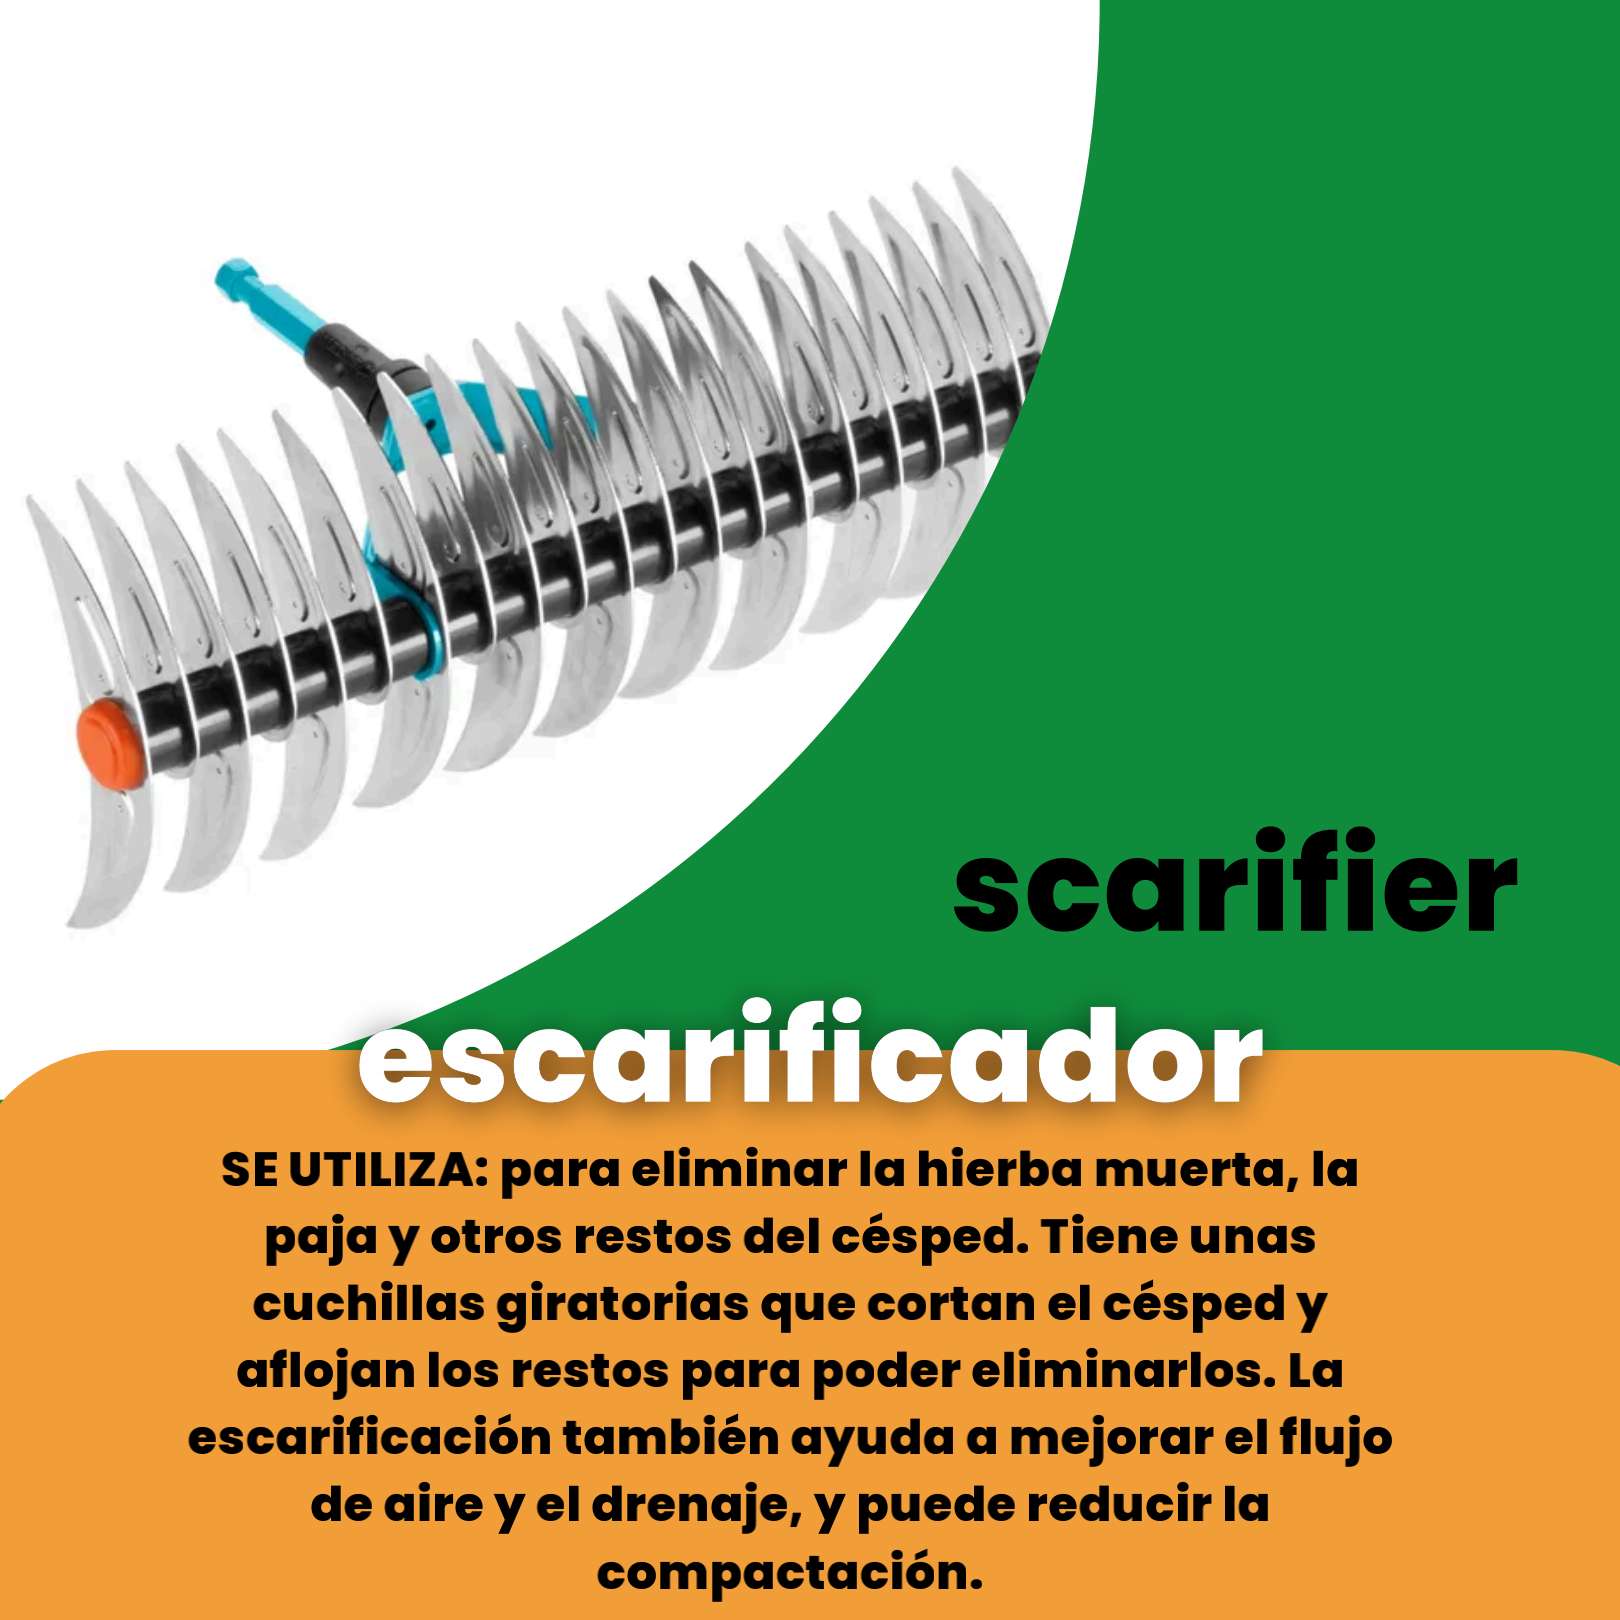 scarifier
escarificador
SE UTILIZA: para eliminar la hierba muerta, la
paja y otros restos del césped. Tiene unas
cuchillas giratorias que cortan el césped y
aflojan los restos para poder eliminarlos. La
escarificación también ayuda a mejorar el flujo
de aire y el drenaje, y puede reducir la
compactación.